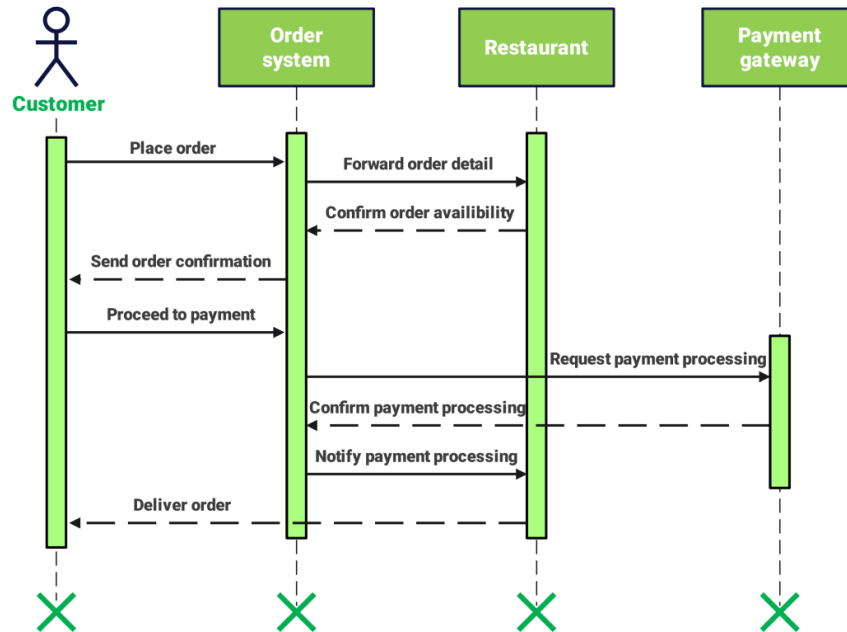 Order
system
Restaurant
Payment
gateway
Customer
Place order
Forward order detail
Confirm order availibility
Send order confirmation
Proceed to payment
Request payment processing
Confirm payment processing
Notify payment processing
Deliver order